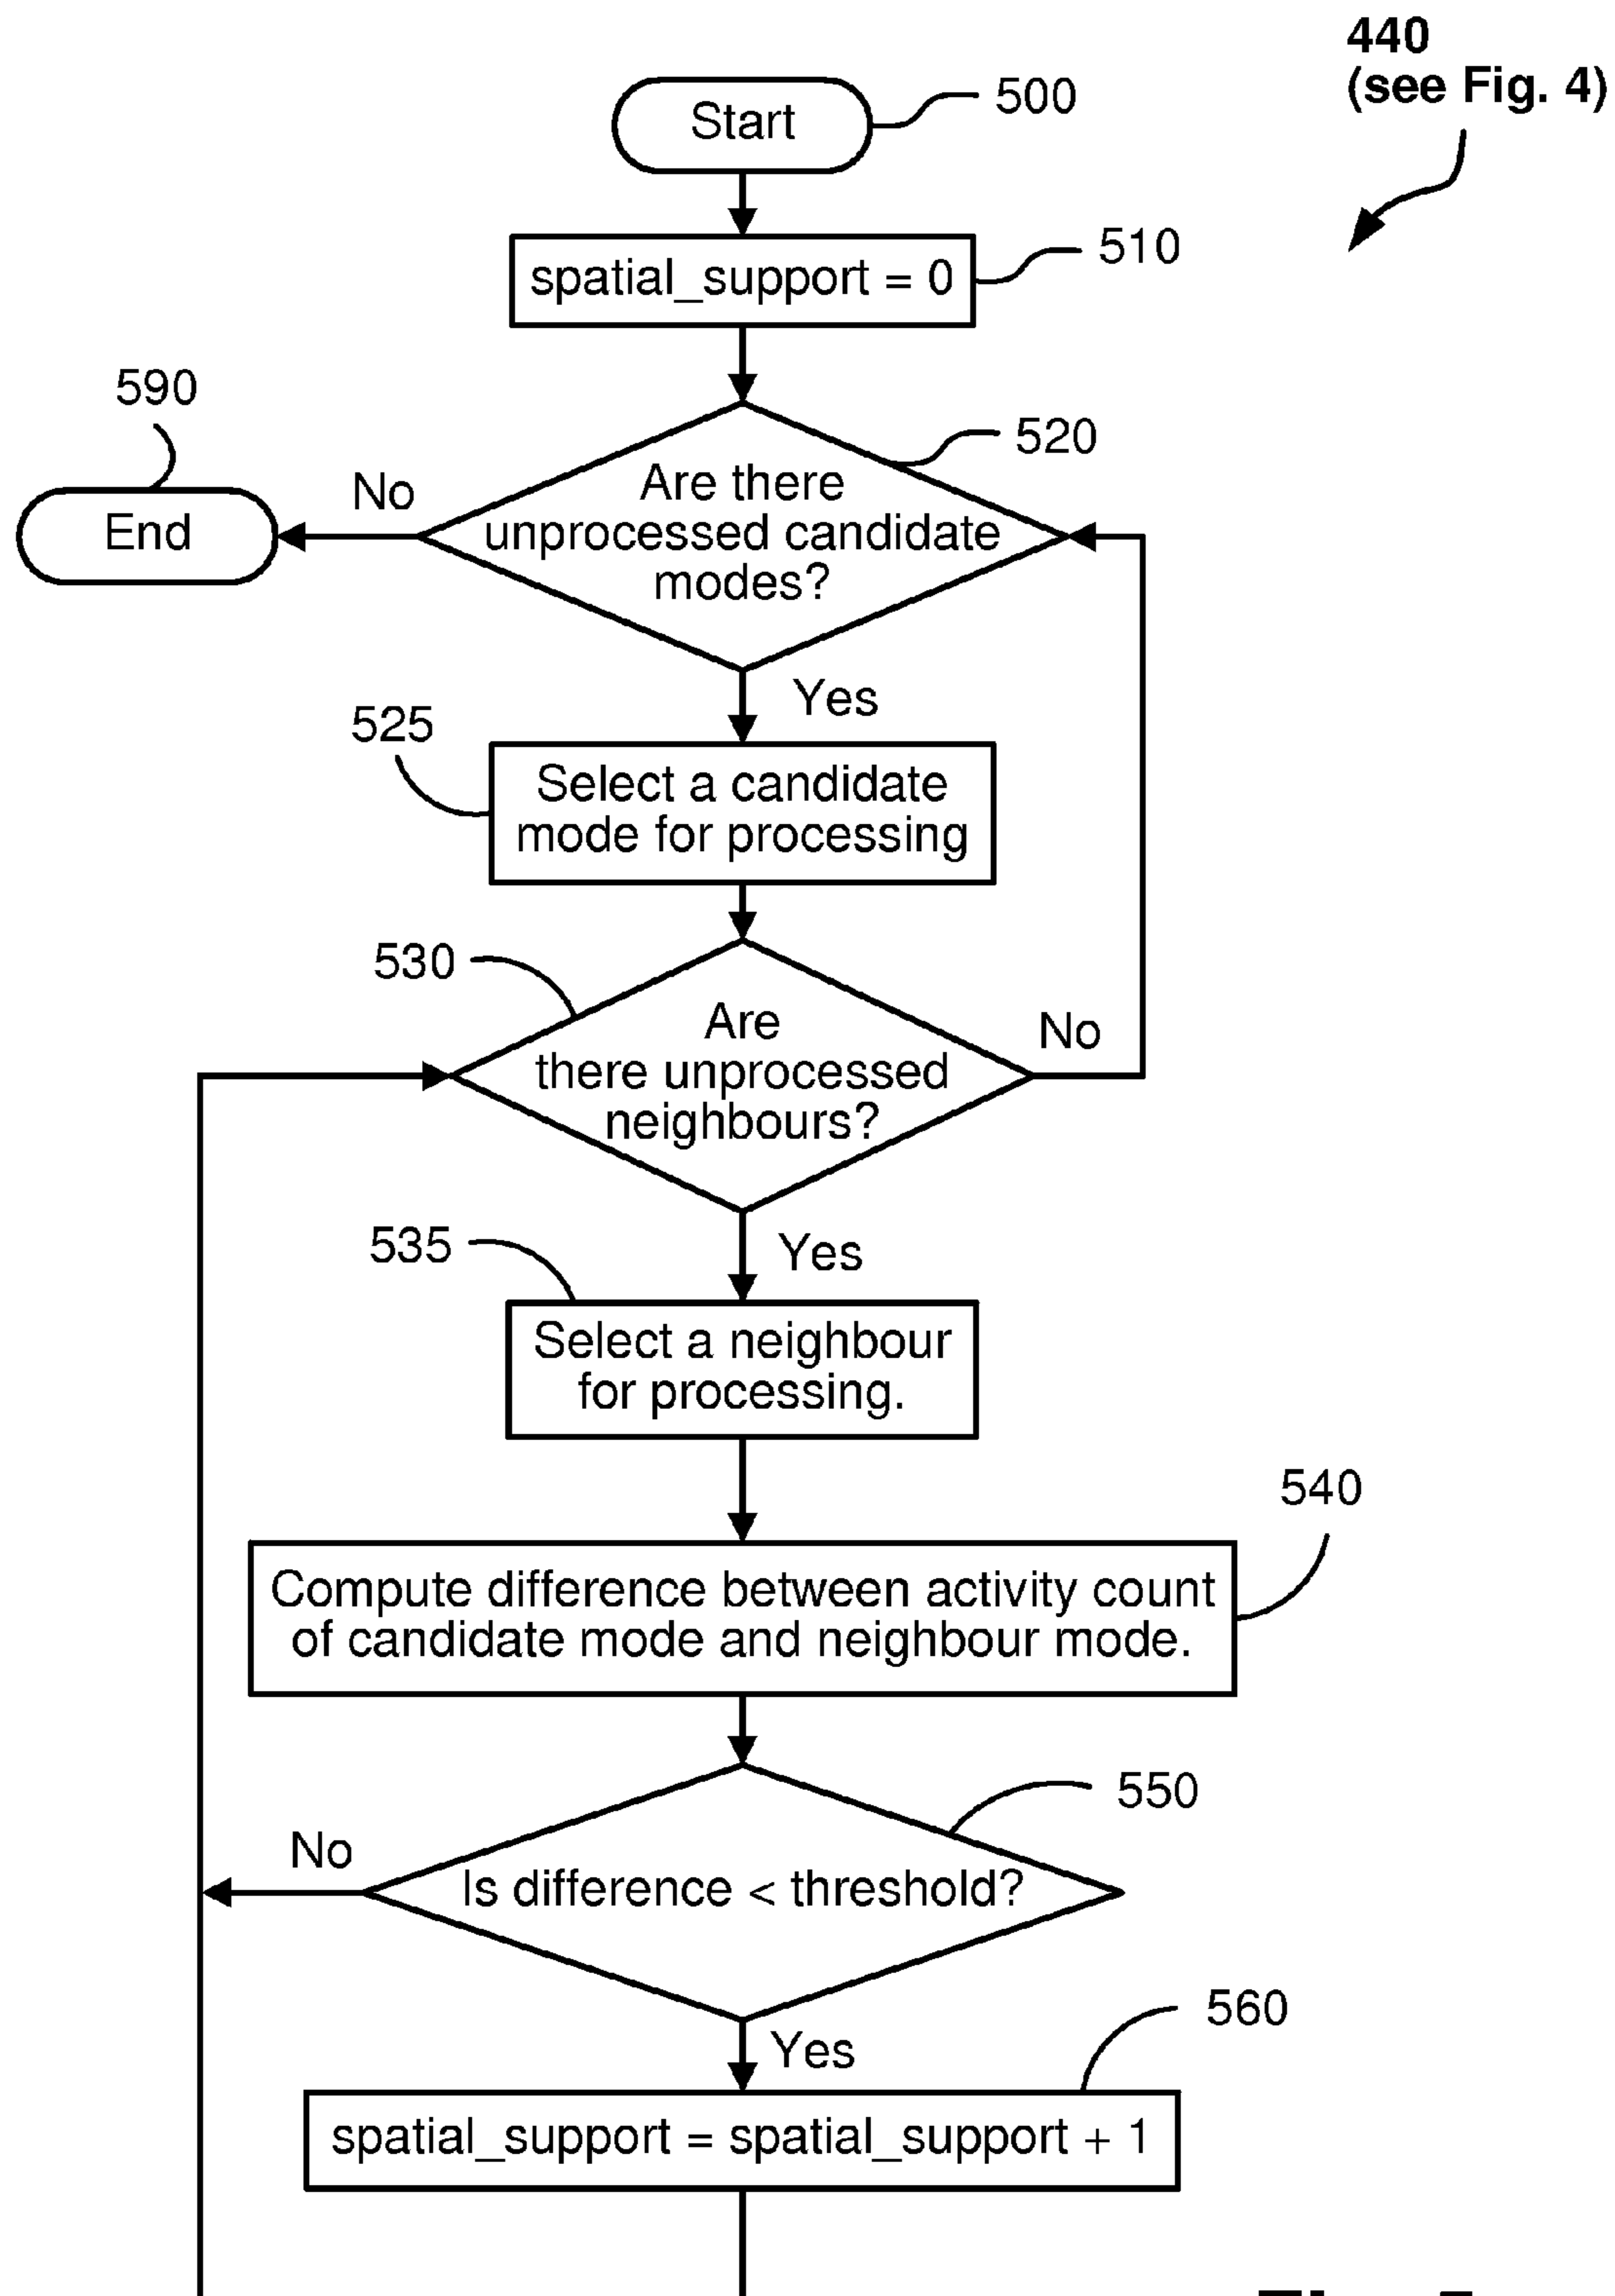 440
(see Fig. 4)
Start
500
spatial_support = 0
510
590
End
No
520
Are there
unprocessed candidate
modes?
Yes
525
Select a candidate
mode for processing
530
Are
there unprocessed
neighbours?
No
535
Yes
Select a neighbour
for processing.
540
Compute difference between activity count
of candidate mode and neighbour mode.
550
No
Is difference < threshold?
Yes
560
spatial_support = spatial_support + 1